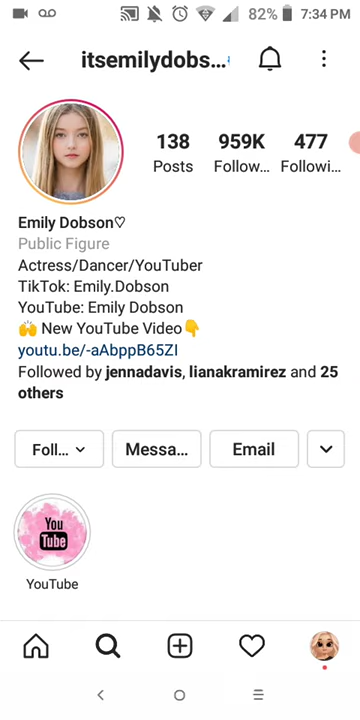 82% 7:34 PM
itsemilydobs...
138 959K 477
Posts Follow... Followi...
Emily Dobson♡
Public Figure
Actress/Dancer/YouTuber
TikTok: Emily.Dobson
YouTube: Emily Dobson
🙌 New YouTube Video👇
youtu.be/-aAbppB65ZI
Followed by jennadavis, lianakramirez and 25
others
Foll... Messa... Email
You
Tube
YouTube